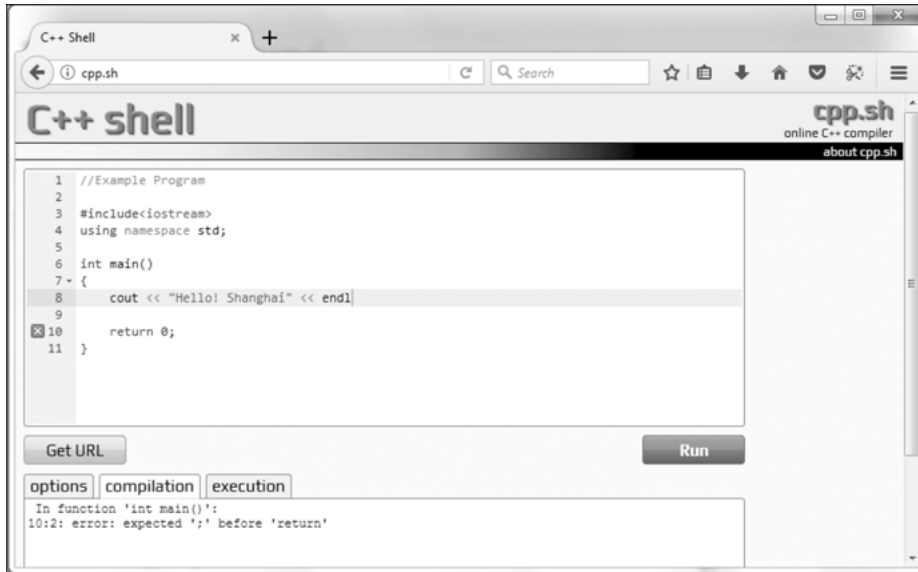 C++ Shell
cpp.sh
Search
C++ shell
cpp.sh
online C++ compiler
about cpp.sh
1 //Example Program
2
3 #include<iostream>
4 using namespace std;
5
6 int main()
7 {
8 cout << "Hello! Shanghai" << endl
9
10 return 0;
11 }
Get URL
Run
options compilation execution
In function 'int main()':
10:2: error: expected ';' before 'return'